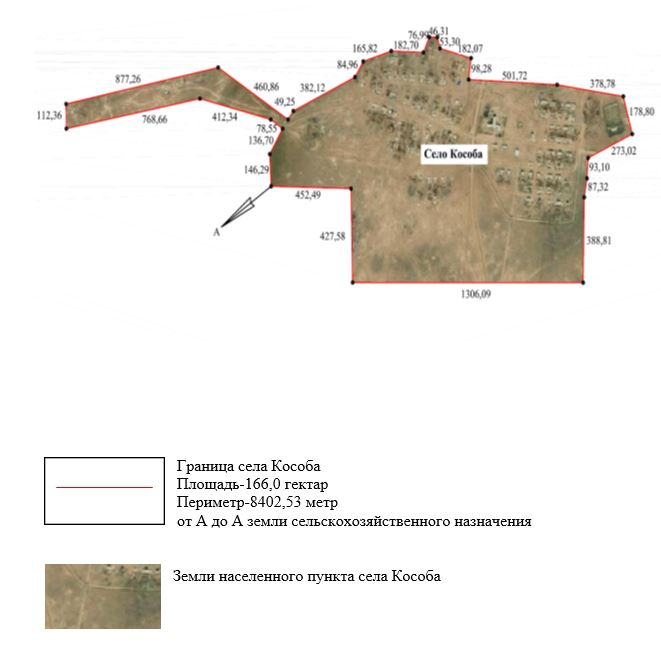 76,99 46,31
165,82 182,70 53,30 182,07
877,26 84,96 98,28 501,72 378,78
460,86 382,12
112,36 49,25 178,80
768,66 412,34
78,55
136,70 273,02
Село Кособа
146,29 93,10
452,49 87,32
А 427,58 388,81
1306,09
Граница села Кособа
Площадь-166,0 гектар
Периметр-8402,53 метр
от А до А земли сельскохозяйственного назначения
Земли населенного пункта села Кособа